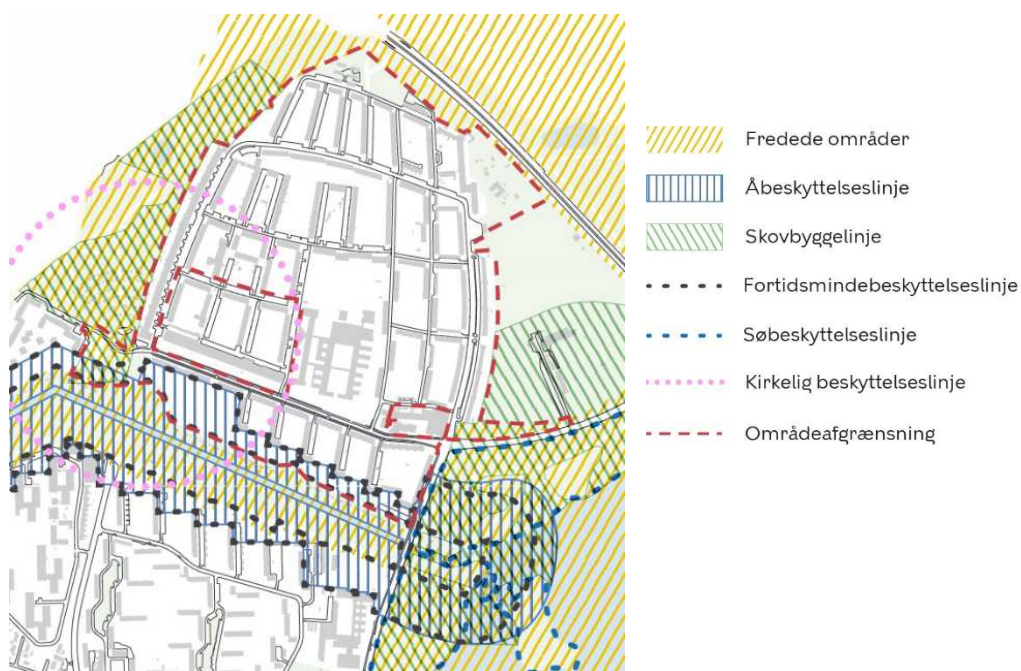 Fredede områder
Åbeskyttelseslinje
Skovbyggelinje
Fortidsmindebeskyttelseslinje
Søbeskyttelseslinje
Kirkelig beskyttelseslinje
Områdeafgrænsning